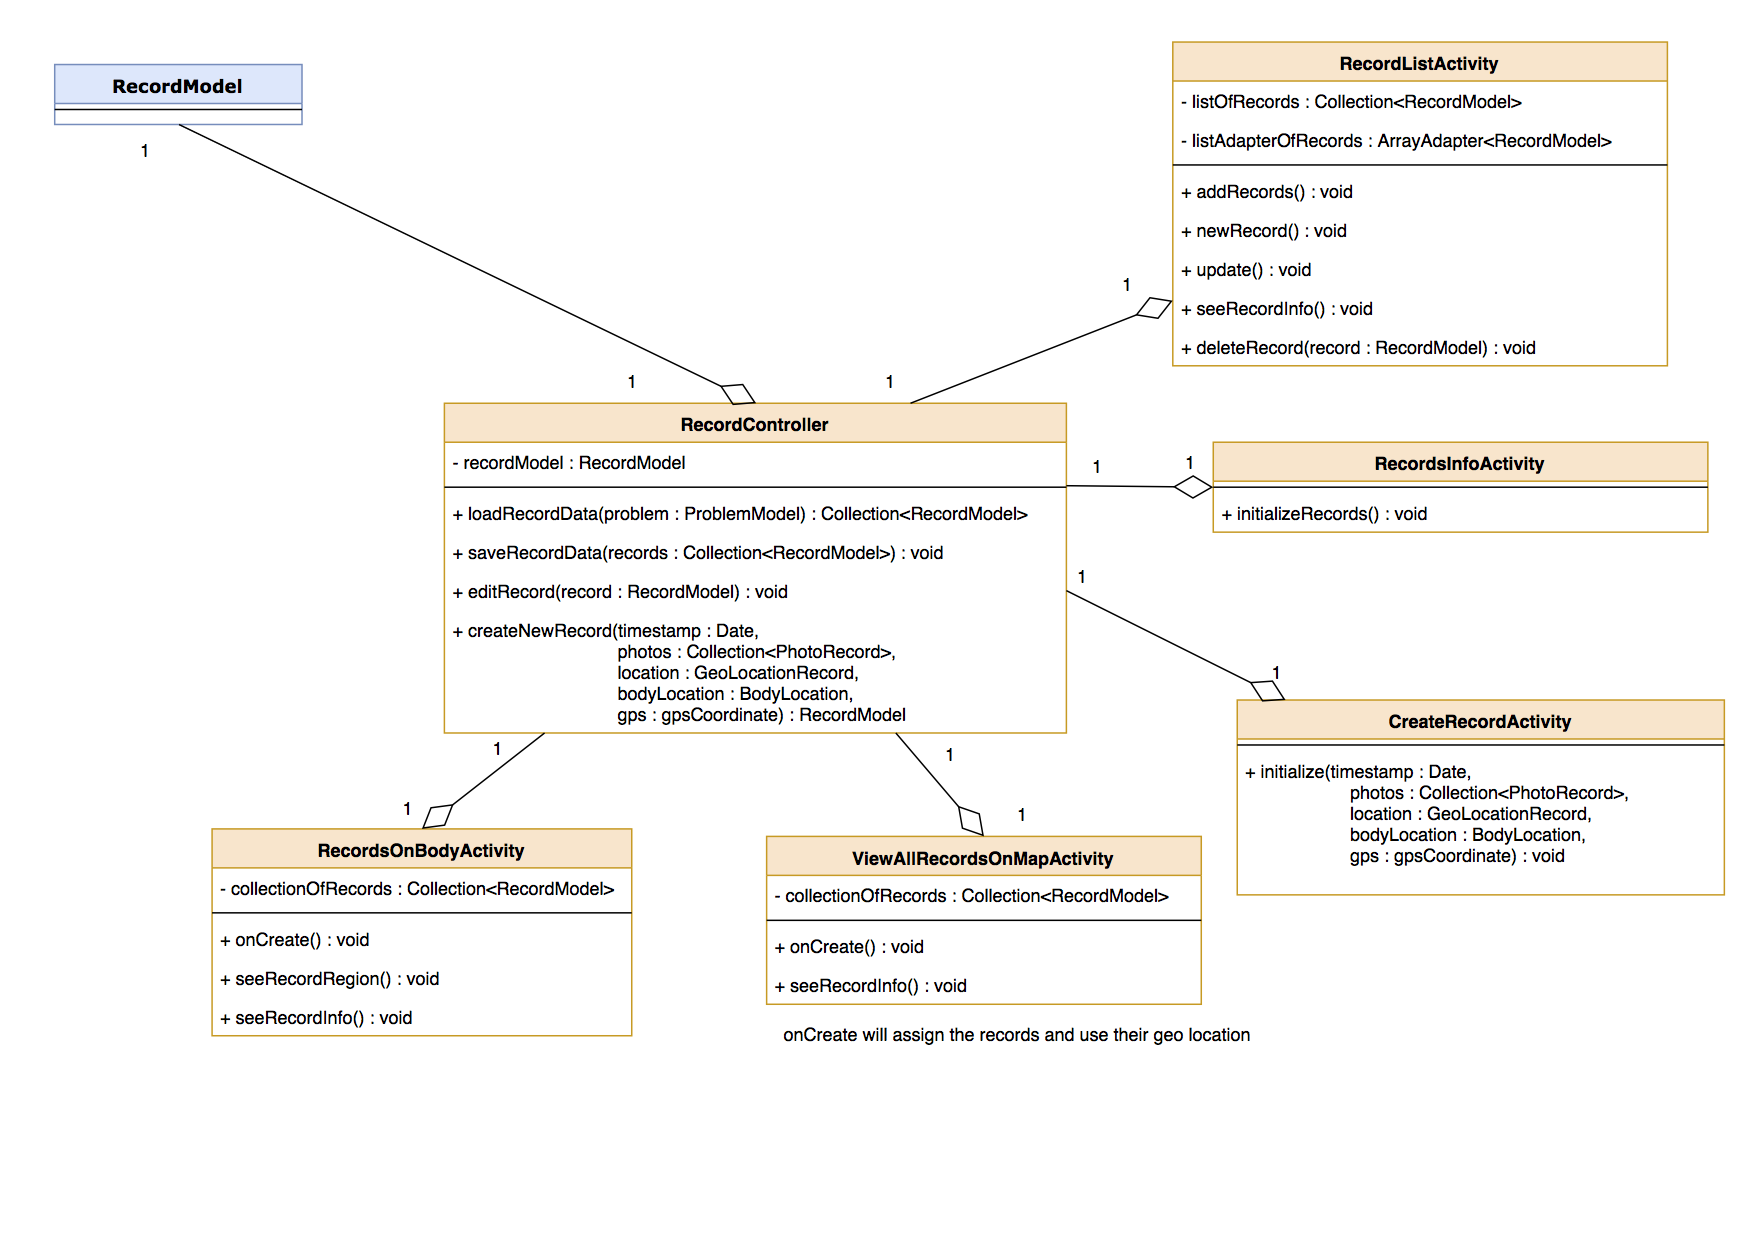 RecordModel
1
RecordListActivity
- listOfRecords : Collection<RecordModel>
- listAdapterOfRecords : ArrayAdapter<RecordModel>
+ addRecords() : void
+ newRecord() : void
+ update() : void
+ seeRecordInfo() : void
+ deleteRecord(record : RecordModel) : void
1
1
1
RecordController
- recordModel : RecordModel
+ loadRecordData(problem : ProblemModel) : Collection<RecordModel>
+ saveRecordData(records : Collection<RecordModel>) : void
+ editRecord(record : RecordModel) : void
+ createNewRecord(timestamp : Date,
photos : Collection<PhotoRecord>,
location : GeoLocationRecord,
bodyLocation : BodyLocation,
gps : gpsCoordinate) : RecordModel
1
1
RecordsInfoActivity
+ initializeRecords() : void
1
1
CreateRecordActivity
+ initialize(timestamp : Date,
photos : Collection<PhotoRecord>,
location : GeoLocationRecord,
bodyLocation : BodyLocation,
gps : gpsCoordinate) : void
1
1
RecordsOnBodyActivity
- collectionOfRecords : Collection<RecordModel>
+ onCreate() : void
+ seeRecordRegion() : void
+ seeRecordInfo() : void
1
1
ViewAllRecordsOnMapActivity
- collectionOfRecords : Collection<RecordModel>
+ onCreate() : void
+ seeRecordInfo() : void
onCreate will assign the records and use their geo location